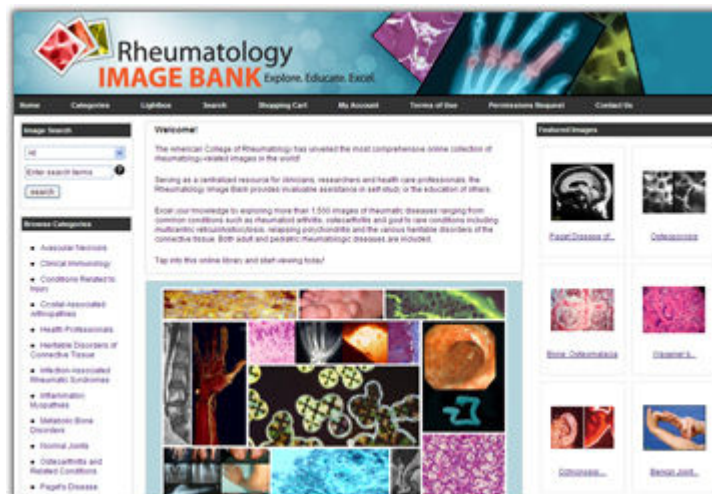 Rheumatology
IMAGE BANK Explore. Educate. Excel.
Home Categories Lightbox Search Shopping Cart My Account Terms of Use Permissions Request Contact Us
Image Search
All
Enter search terms
search
Browse Categories
Avascular Necrosis
Clinical Immunology
Conditions Related to
Injury
Crystal-Associated
Arthropathies
Health Professionals
Heritable Disorders of
Connective Tissue
Infection-Associated
Rheumatic Syndromes
Inflammatory
Myopathies
Metabolic Bone
Disorders
Normal Joints
Osteoarthritis and
Related Conditions
Paget's Disease
Welcome!
The American College of Rheumatology has unveiled the most comprehensive online collection of
rheumatology-related images in the world!
Serving as a centralized resource for clinicians, researchers and health care professionals, the
Rheumatology Image Bank provides invaluable assistance in self study, or the education of others.
Excel your knowledge by exploring more than 1,500 images of rheumatic diseases ranging from
common conditions such as rheumatoid arthritis, osteoarthritis and gout to rare conditions including
multicentric reticulohistiocytosis, relapsing polychondritis and the various heritable disorders of the
connective tissue. Both adult and pediatric rheumatologic diseases are included.
Tap into this online library and start viewing today!
Featured Images
Paget Disease of...
Osteoporosis
Bone, Osteomalacia
Wegener's...
Benign Joint...